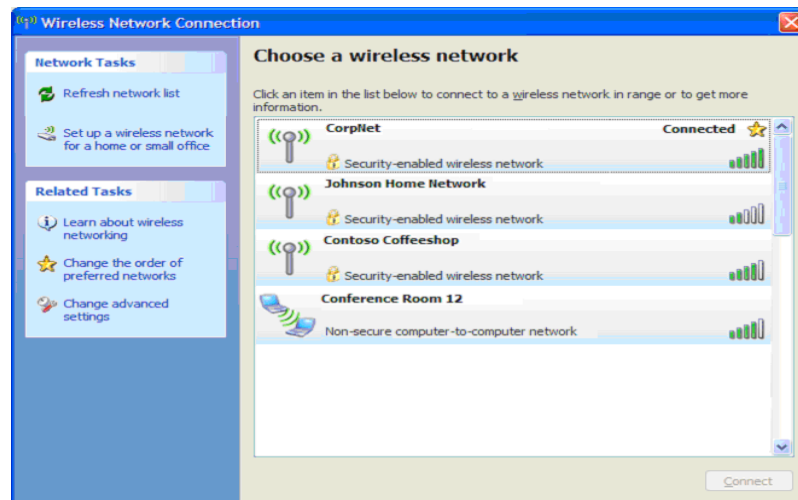 Wireless Network Connection
Network Tasks
Refresh network list
Set up a wireless network
for a home or small office
Related Tasks
Learn about wireless
networking
Change the order of
preferred networks
Change advanced
settings
Choose a wireless network
Click an item in the list below to connect to a wireless network in range or to get more
information.
CorpNet Connected
Security-enabled wireless network
Johnson Home Network
Security-enabled wireless network
Contoso Coffeeshop
Security-enabled wireless network
Conference Room 12
Non-secure computer-to-computer network
Connect